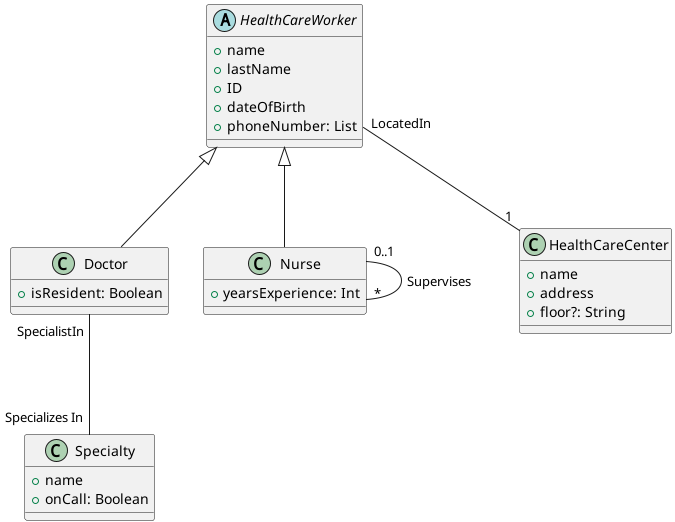 A HealthCareWorker
name
lastName
ID
dateOfBirth
phoneNumber: List
LocatedIn
1
C HealthCareCenter
name
address
floor?: String
C Doctor
isResident: Boolean
C Nurse
yearsExperience: Int
0..1
Supervises
*
SpecialistIn
Specializes In
C Specialty
name
onCall: Boolean